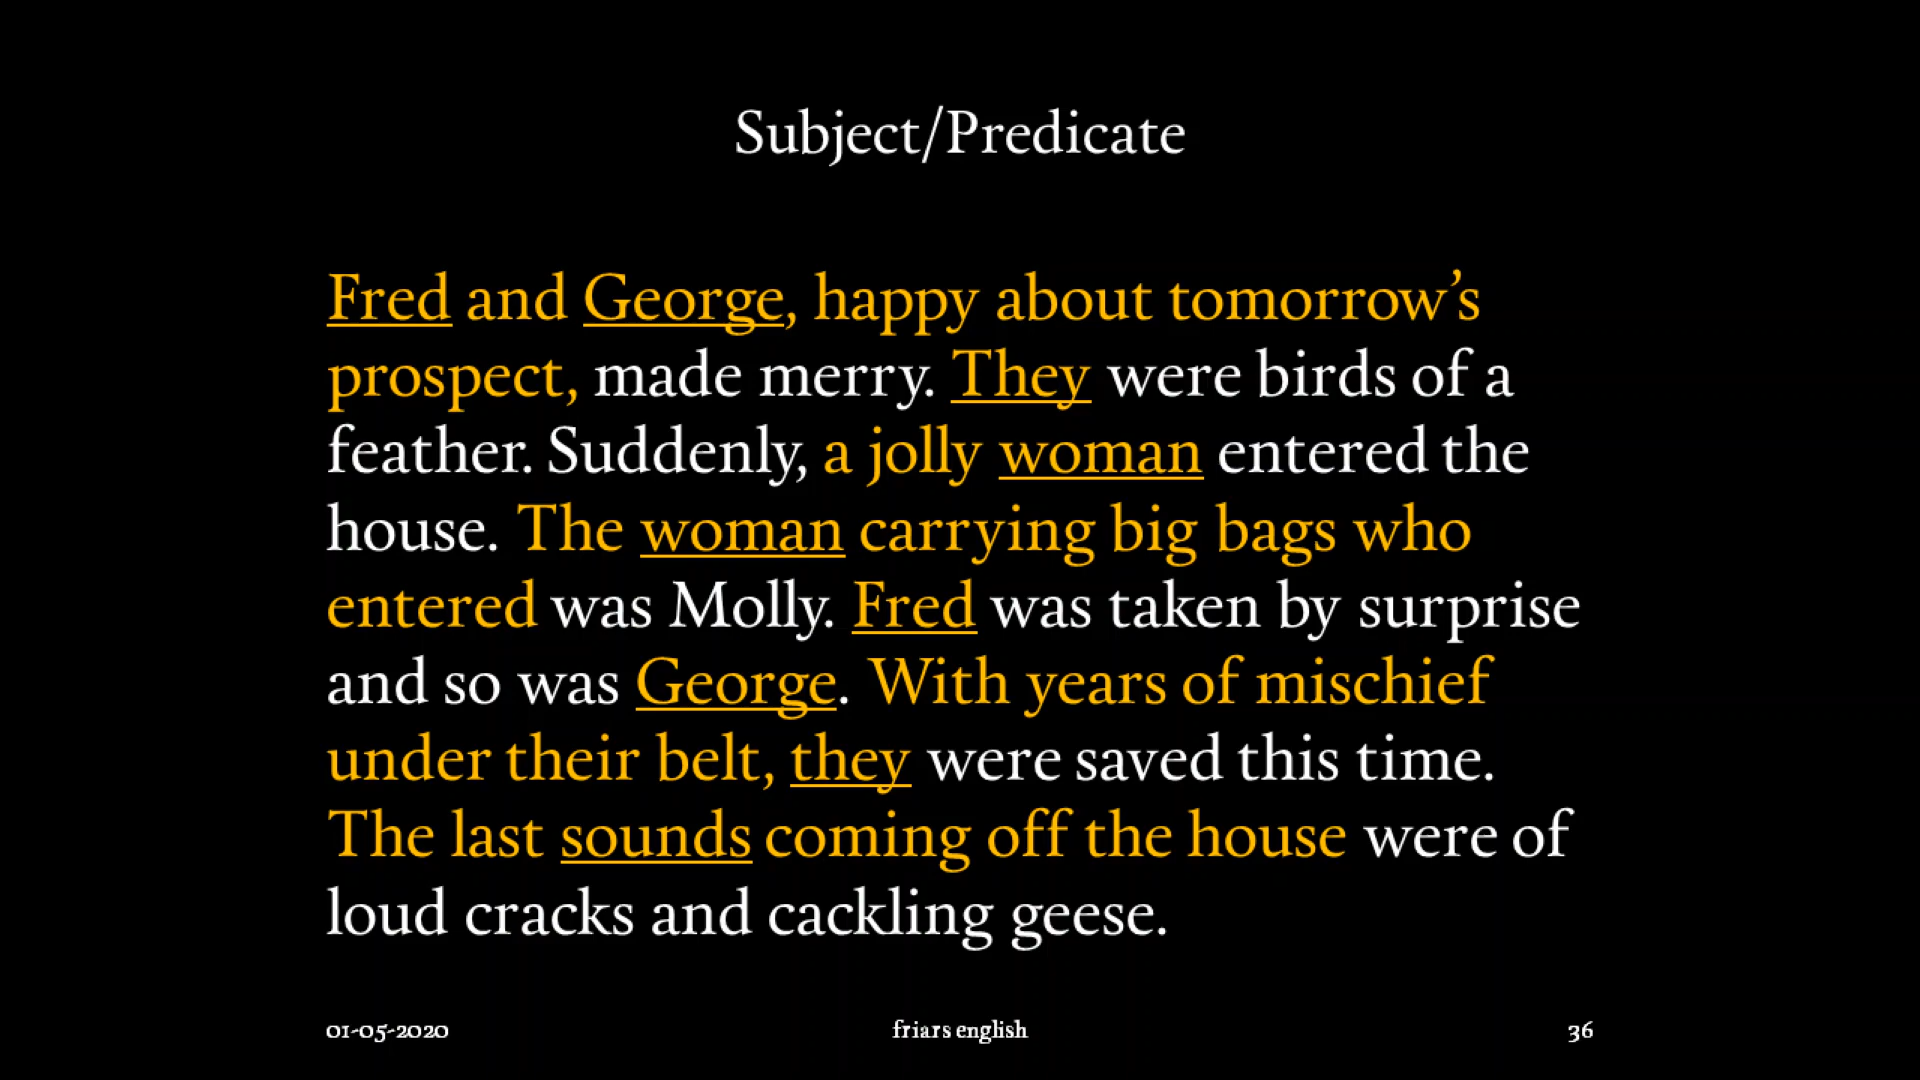 Subject/Predicate
Fred and George, happy about tomorrow’s
prospect, made merry. They were birds of a
feather. Suddenly, a jolly woman entered the
house. The woman carrying big bags who
entered was Molly. Fred was taken by surprise
and so was George. With years of mischief
under their belt, they were saved this time.
The last sounds coming off the house were of
loud cracks and cackling geese.
01-05-2020 friars english 36